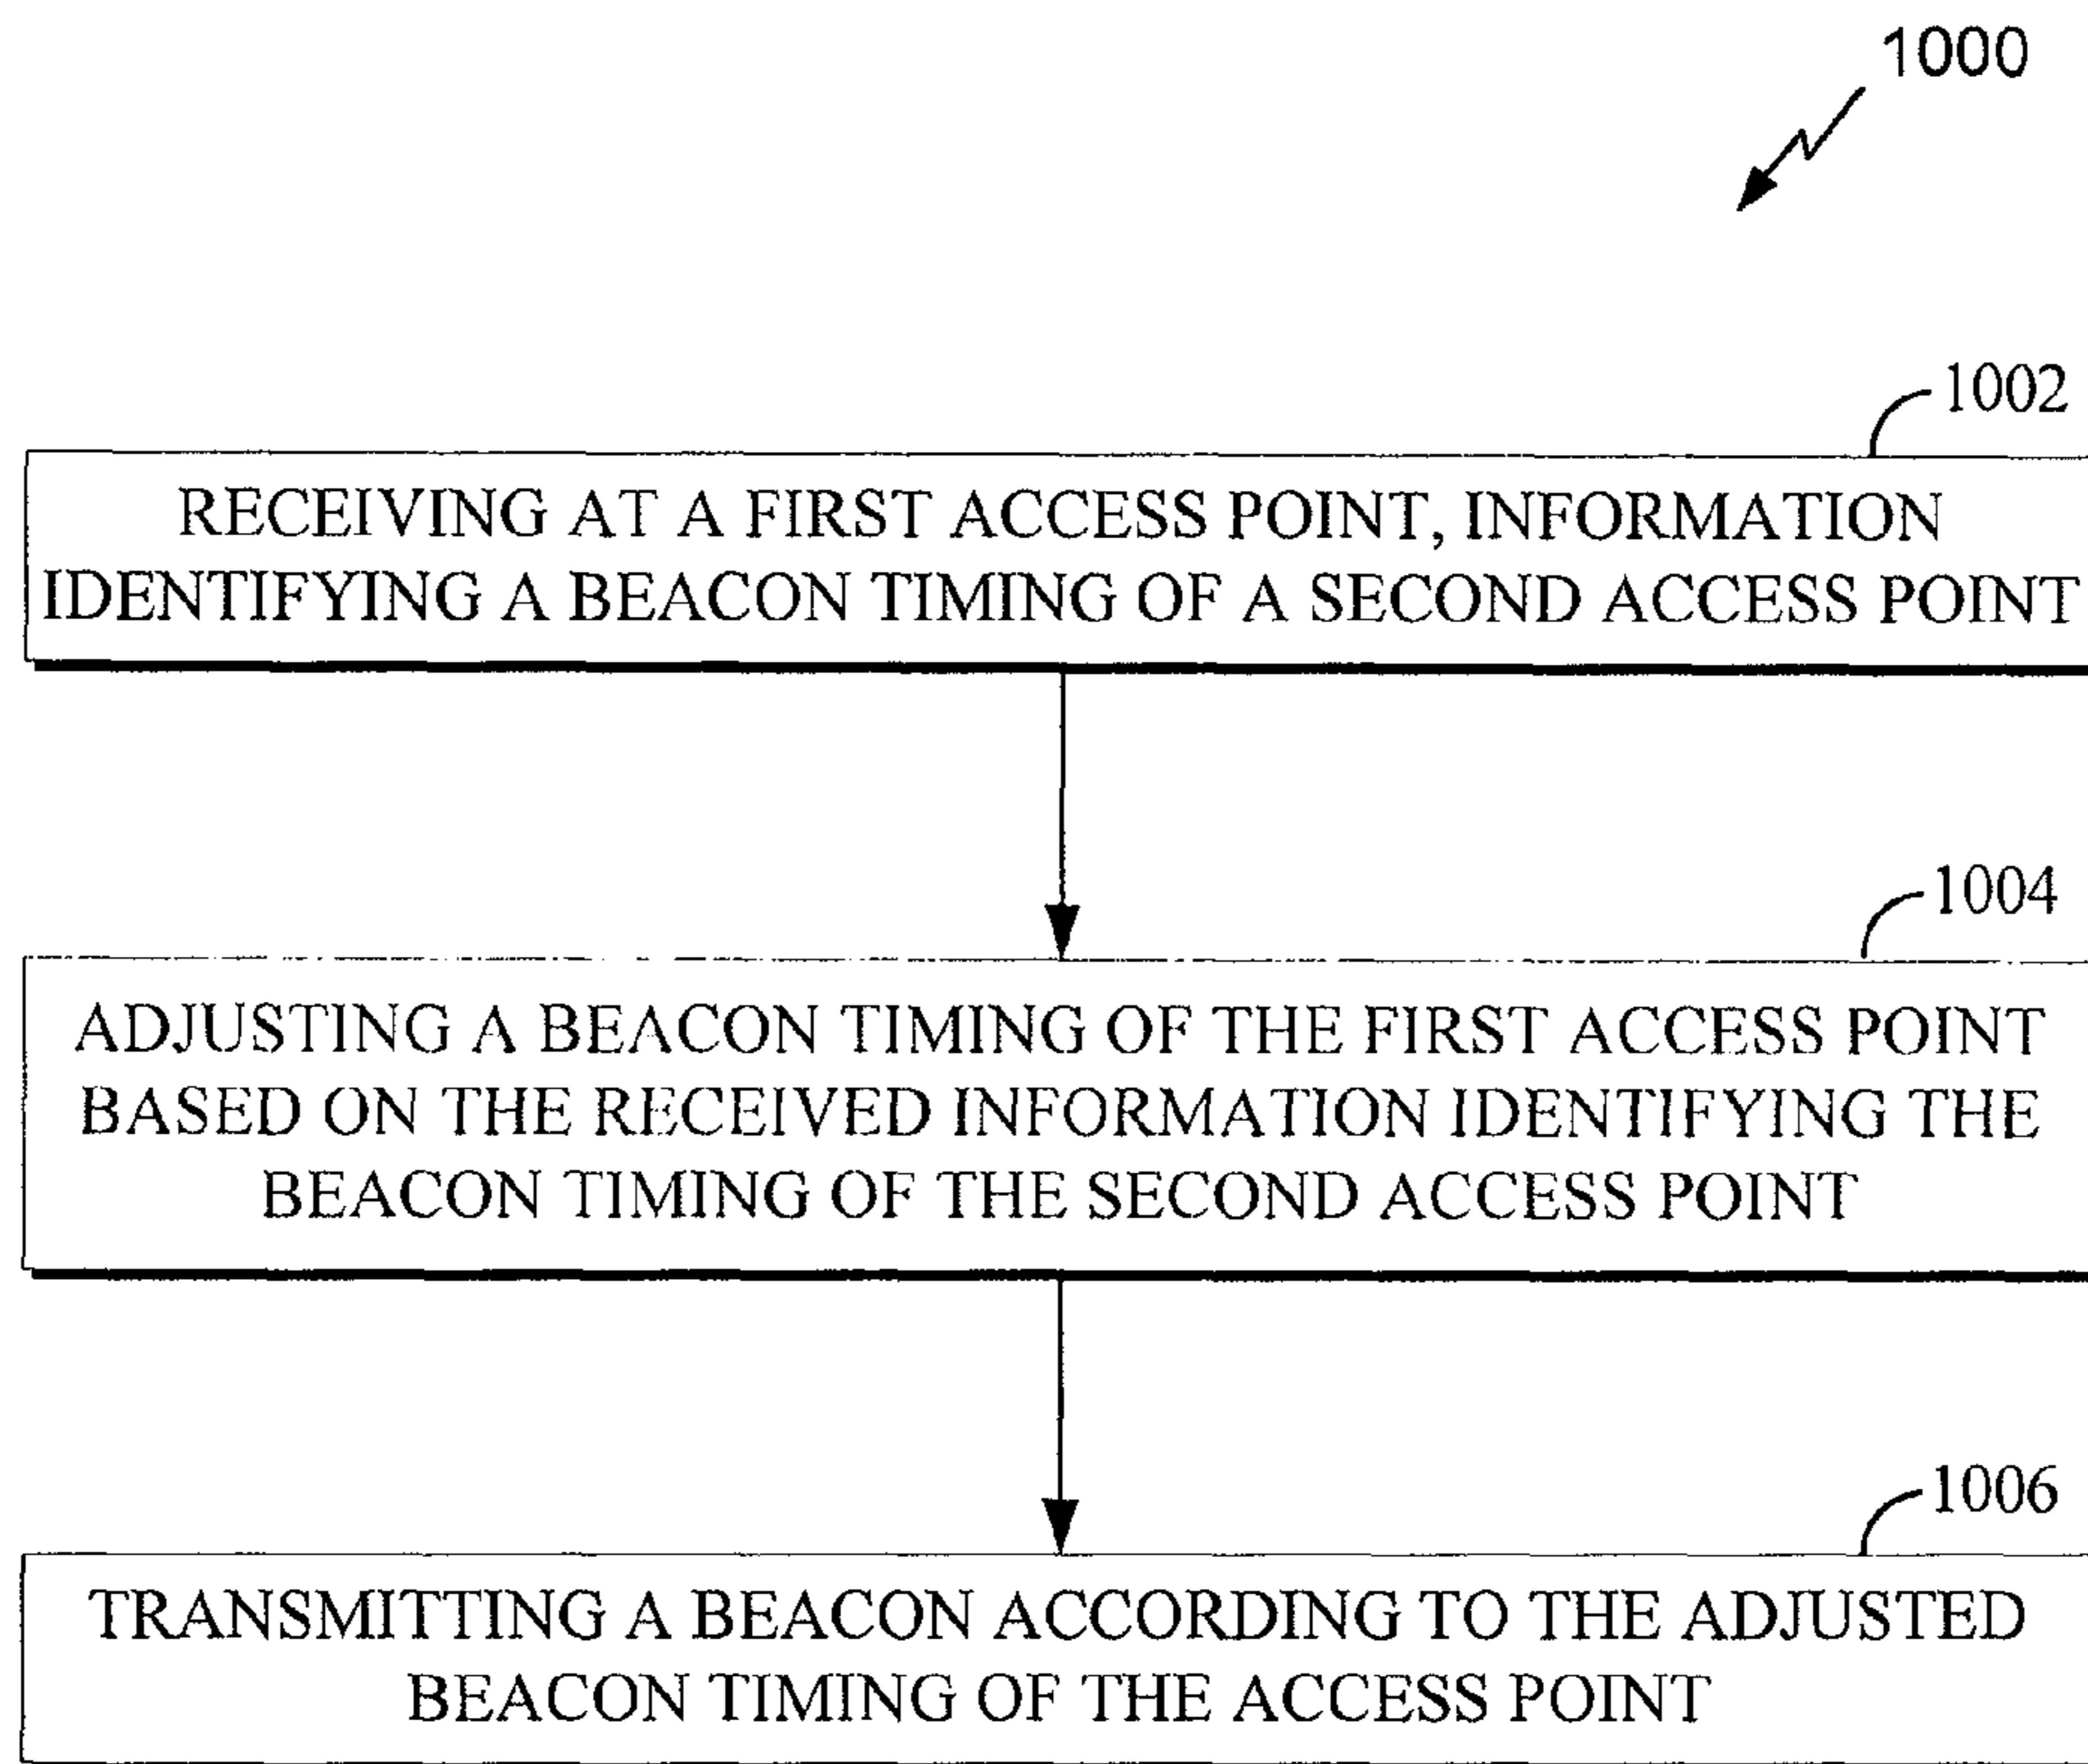 1000
1002
RECEIVING AT A FIRST ACCESS POINT, INFORMATION
IDENTIFYING A BEACON TIMING OF A SECOND ACCESS POINT
1004
ADJUSTING A BEACON TIMING OF THE FIRST ACCESS POINT
BASED ON THE RECEIVED INFORMATION IDENTIFYING THE
BEACON TIMING OF THE SECOND ACCESS POINT
1006
TRANSMITTING A BEACON ACCORDING TO THE ADJUSTED
BEACON TIMING OF THE ACCESS POINT